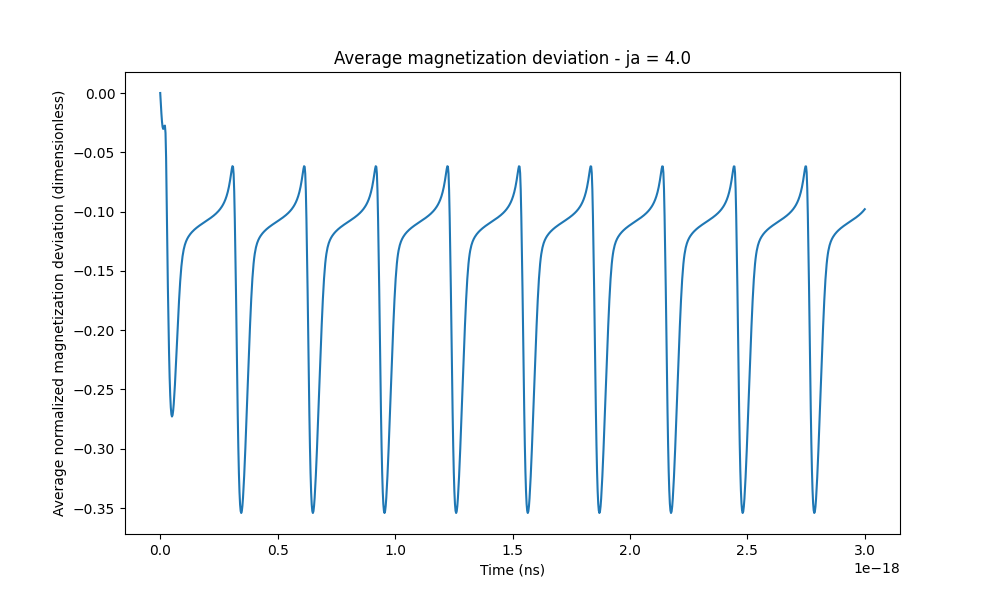 Average magnetization deviation - ja = 4.0
Average normalized magnetization deviation (dimensionless)
0.00
−0.05
−0.10
−0.15
−0.20
−0.25
−0.30
−0.35
0.0 0.5 1.0 1.5 2.0 2.5 3.0
1e−18
Time (ns)